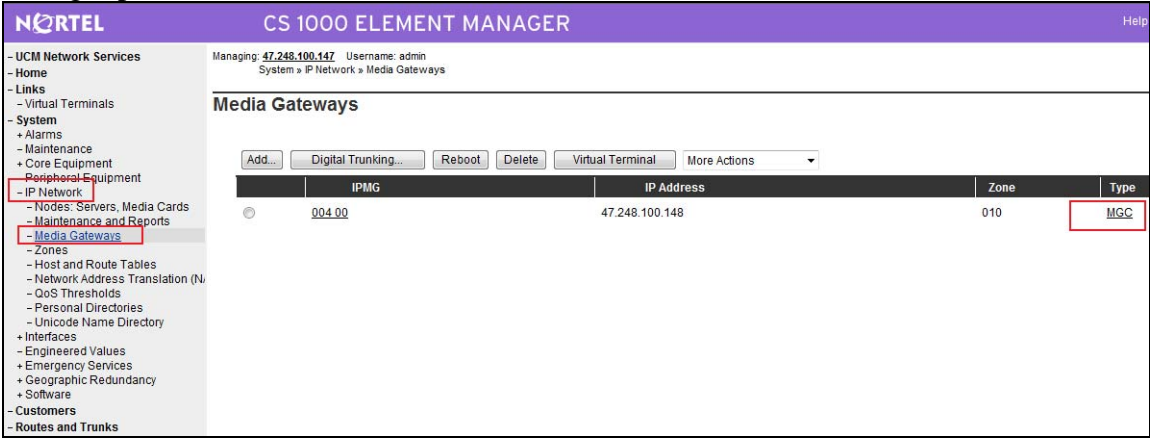 NØRTEL CS 1000 ELEMENT MANAGER Help
– UCM Network Services
– Home
– Links
– Virtual Terminals
– System
+ Alarms
– Maintenance
+ Core Equipment
– Peripheral Equipment
– IP Network
– Nodes: Servers, Media Cards
– Maintenance and Reports
– Media Gateways
– Zones
– Host and Route Tables
– Network Address Translation (N
– QoS Thresholds
– Personal Directories
– Unicode Name Directory
+ Interfaces
– Engineered Values
+ Emergency Services
+ Geographic Redundancy
+ Software
– Customers
– Routes and Trunks
Managing: 47.248.100.147 Username: admin
System » IP Network » Media Gateways
Media Gateways
Add... Digital Trunking... Reboot Delete Virtual Terminal More Actions
IPMG IP Address Zone Type
004 00 47.248.100.148 010 MGC